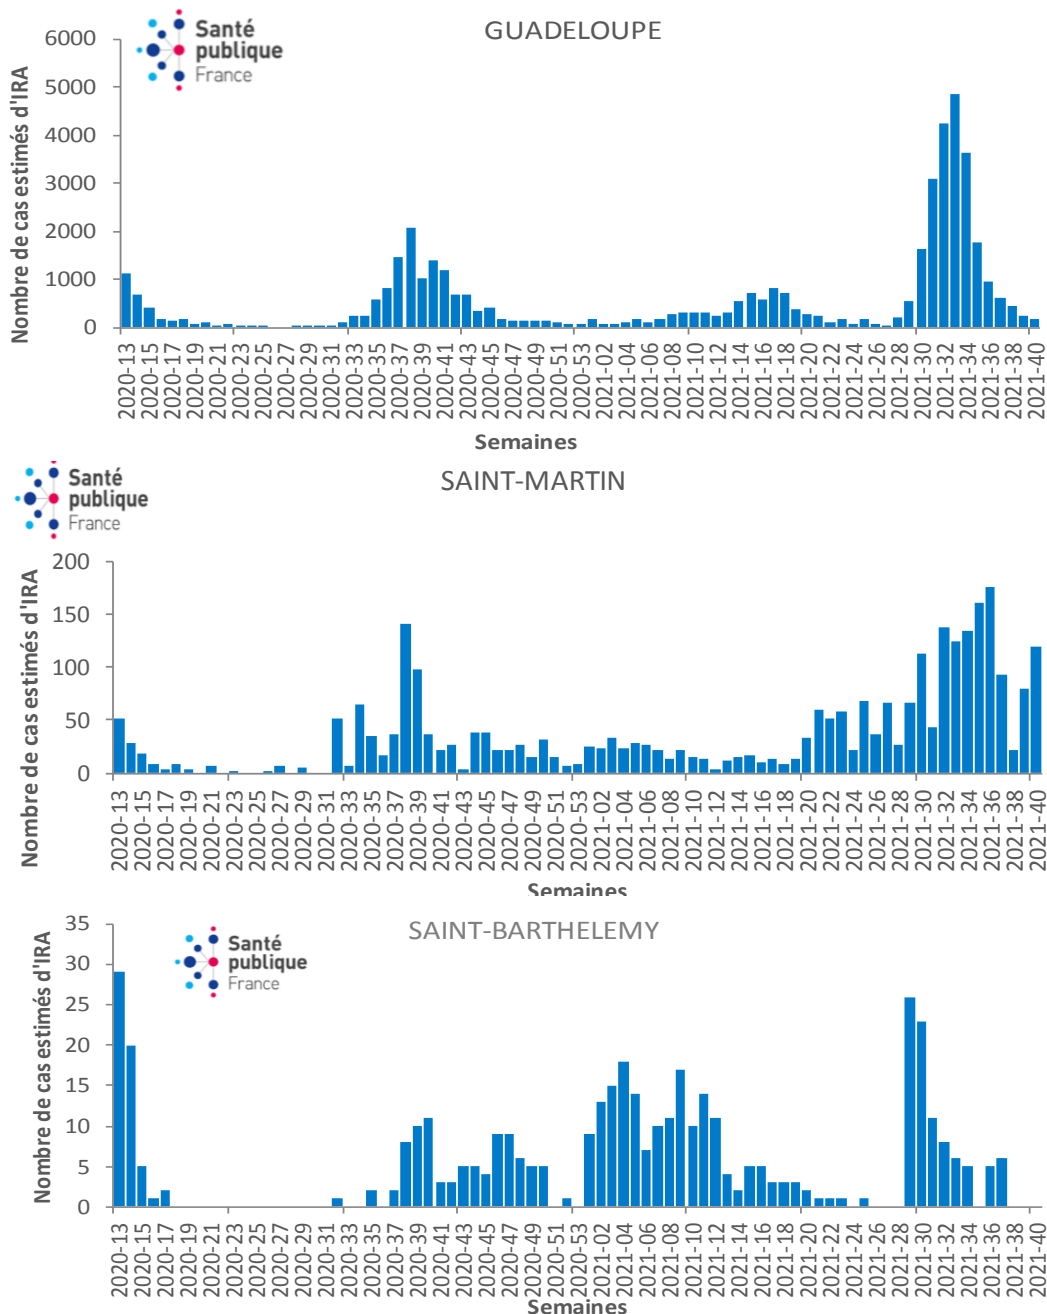 GUADELOUPE
Santé
publique
France
Nombre de cas estimés d'IRA
6000
5000
4000
3000
2000
1000
0
2020-13 2020-15 2020-17 2020-19 2020-21 2020-23 2020-25 2020-27 2020-29 2020-31 2020-33 2020-35 2020-37 2020-39 2020-41 2020-43 2020-45 2020-47 2020-49 2020-51 2020-53 2021-02 2021-04 2021-06 2021-08 2021-10 2021-12 2021-14 2021-16 2021-18 2021-20 2021-22 2021-24 2021-26 2021-28 2021-30 2021-32 2021-34 2021-36 2021-38 2021-40
Semaines
SAINT-MARTIN
Santé
publique
France
Nombre de cas estimés d'IRA
200
150
100
50
0
2020-13 2020-15 2020-17 2020-19 2020-21 2020-23 2020-25 2020-27 2020-29 2020-31 2020-33 2020-35 2020-37 2020-39 2020-41 2020-43 2020-45 2020-47 2020-49 2020-51 2020-53 2021-02 2021-04 2021-06 2021-08 2021-10 2021-12 2021-14 2021-16 2021-18 2021-20 2021-22 2021-24 2021-26 2021-28 2021-30 2021-32 2021-34 2021-36 2021-38 2021-40
Semaines
SAINT-BARTHELEMY
Santé
publique
France
Nombre de cas estimés d'IRA
35
30
25
20
15
10
5
0
2020-13 2020-15 2020-17 2020-19 2020-21 2020-23 2020-25 2020-27 2020-29 2020-31 2020-33 2020-35 2020-37 2020-39 2020-41 2020-43 2020-45 2020-47 2020-49 2020-51 2020-53 2021-02 2021-04 2021-06 2021-08 2021-10 2021-12 2021-14 2021-16 2021-18 2021-20 2021-22 2021-24 2021-26 2021-28 2021-30 2021-32 2021-34 2021-36 2021-38 2021-40
Semaines